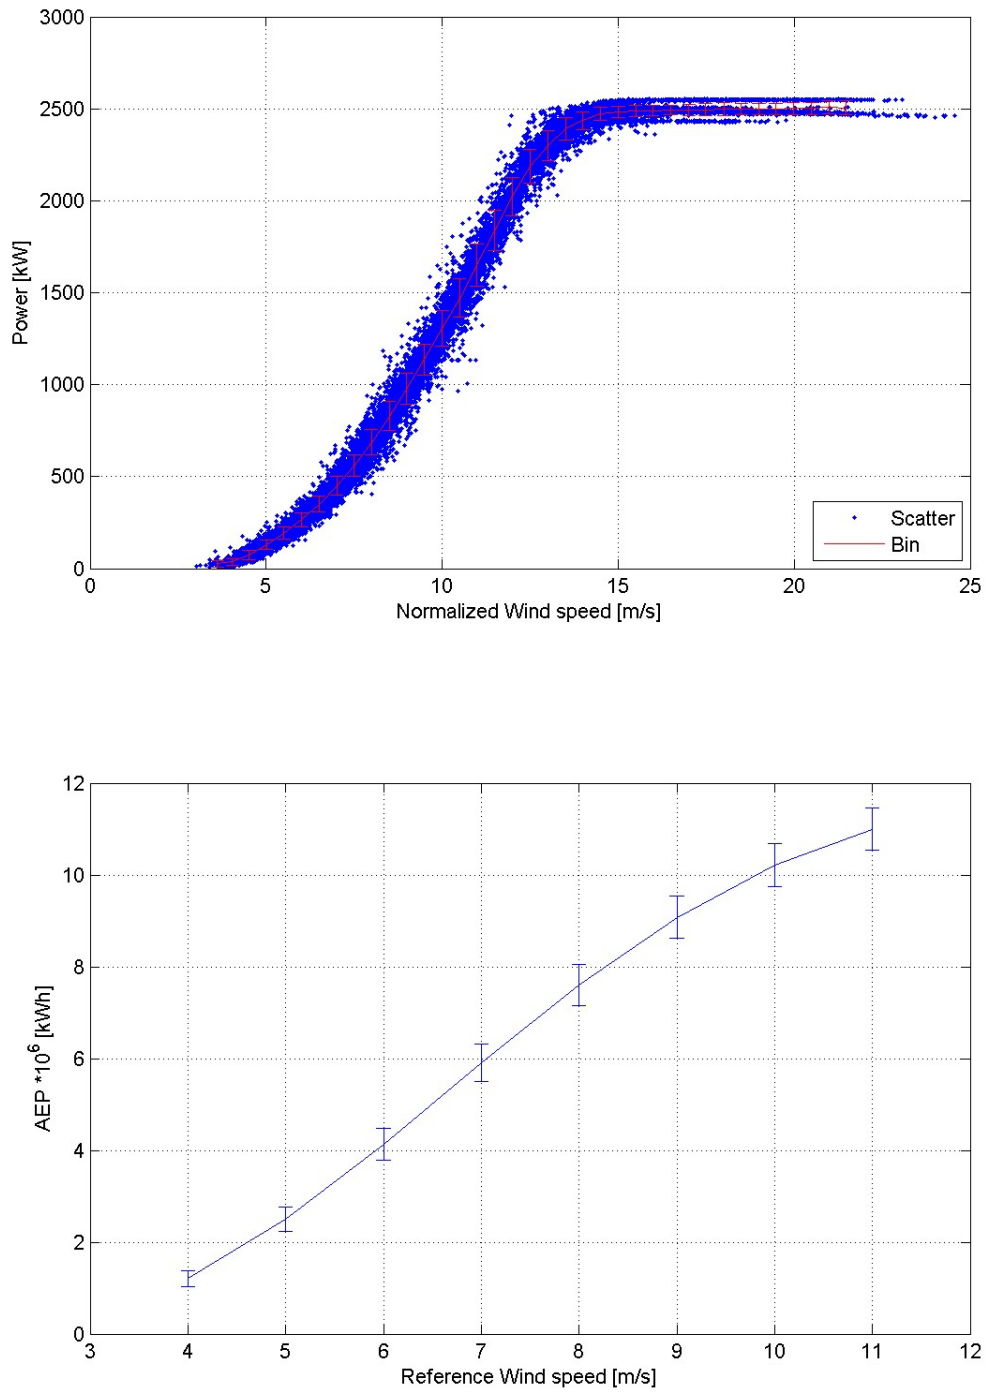 3000
2500
2000
1500
1000
500
0
Power [kW]
Scatter
Bin
0 5 10 15 20 25
Normalized Wind speed [m/s]
12
10
8
6
4
2
0
AEP *10^6 [kWh]
3 4 5 6 7 8 9 10 11 12
Reference Wind speed [m/s]